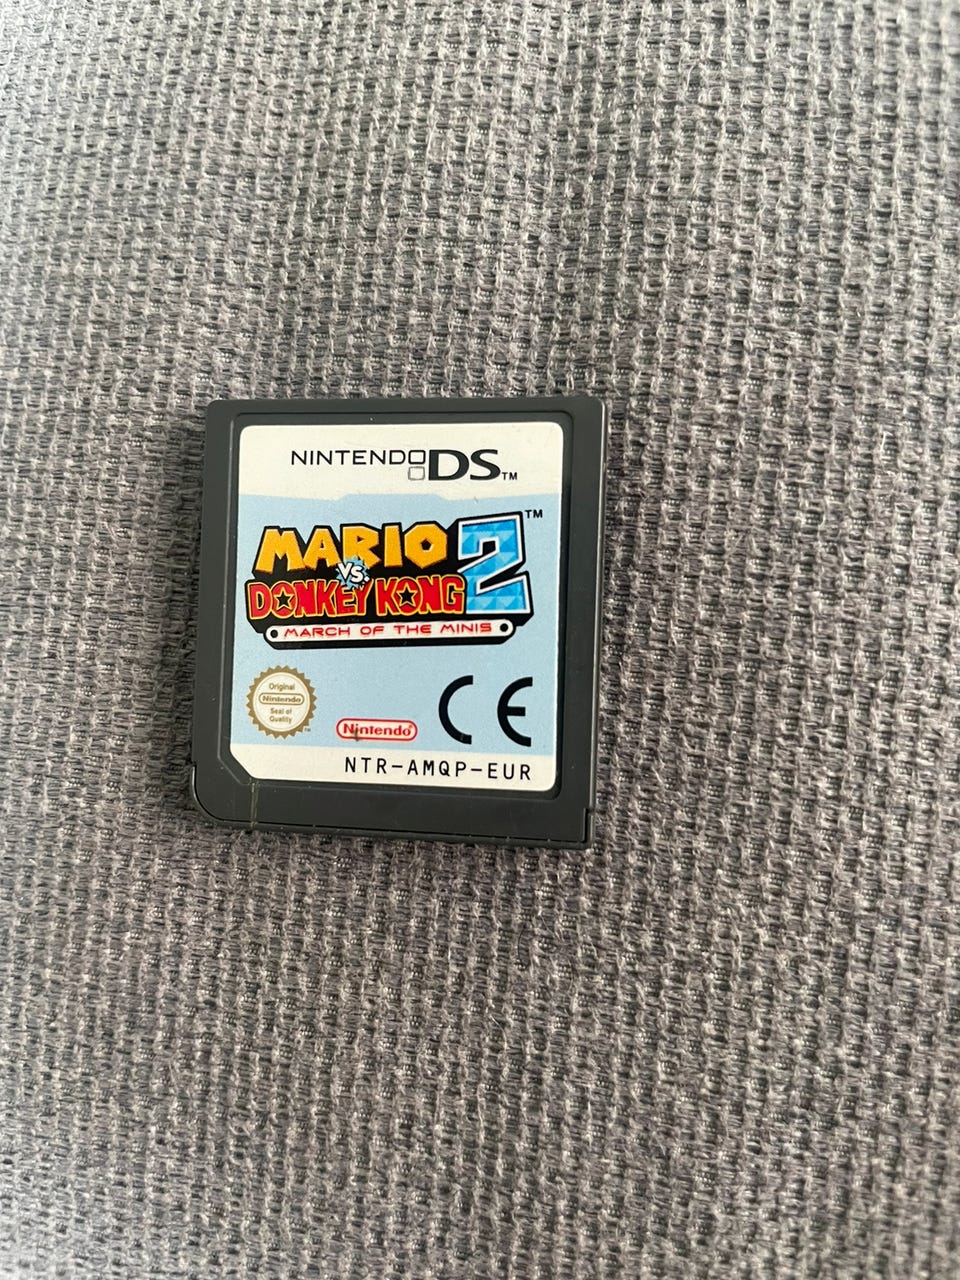 NINTENDO DS™
MARIO
VS.
DONKEY KONG 2™
MARCH OF THE MINIS
Original
Nintendo
Seal of
Quality
™
Nintendo®
CE
NTR-AMQP-EUR